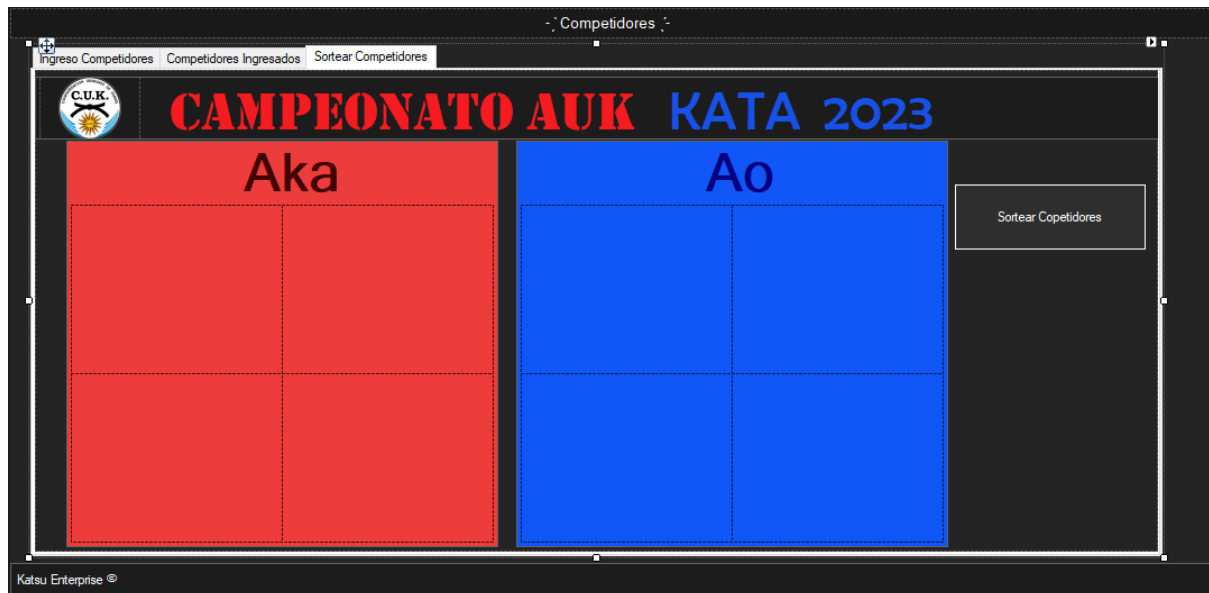 -.˙Competidores ˙.-
Ingreso Competidores Competidores Ingresados Sortear Competidores
C.U.K.
CAMPEONATO AUK KATA 2023
Aka Ao
Sortear Copetidores
Katsu Enterprise ©